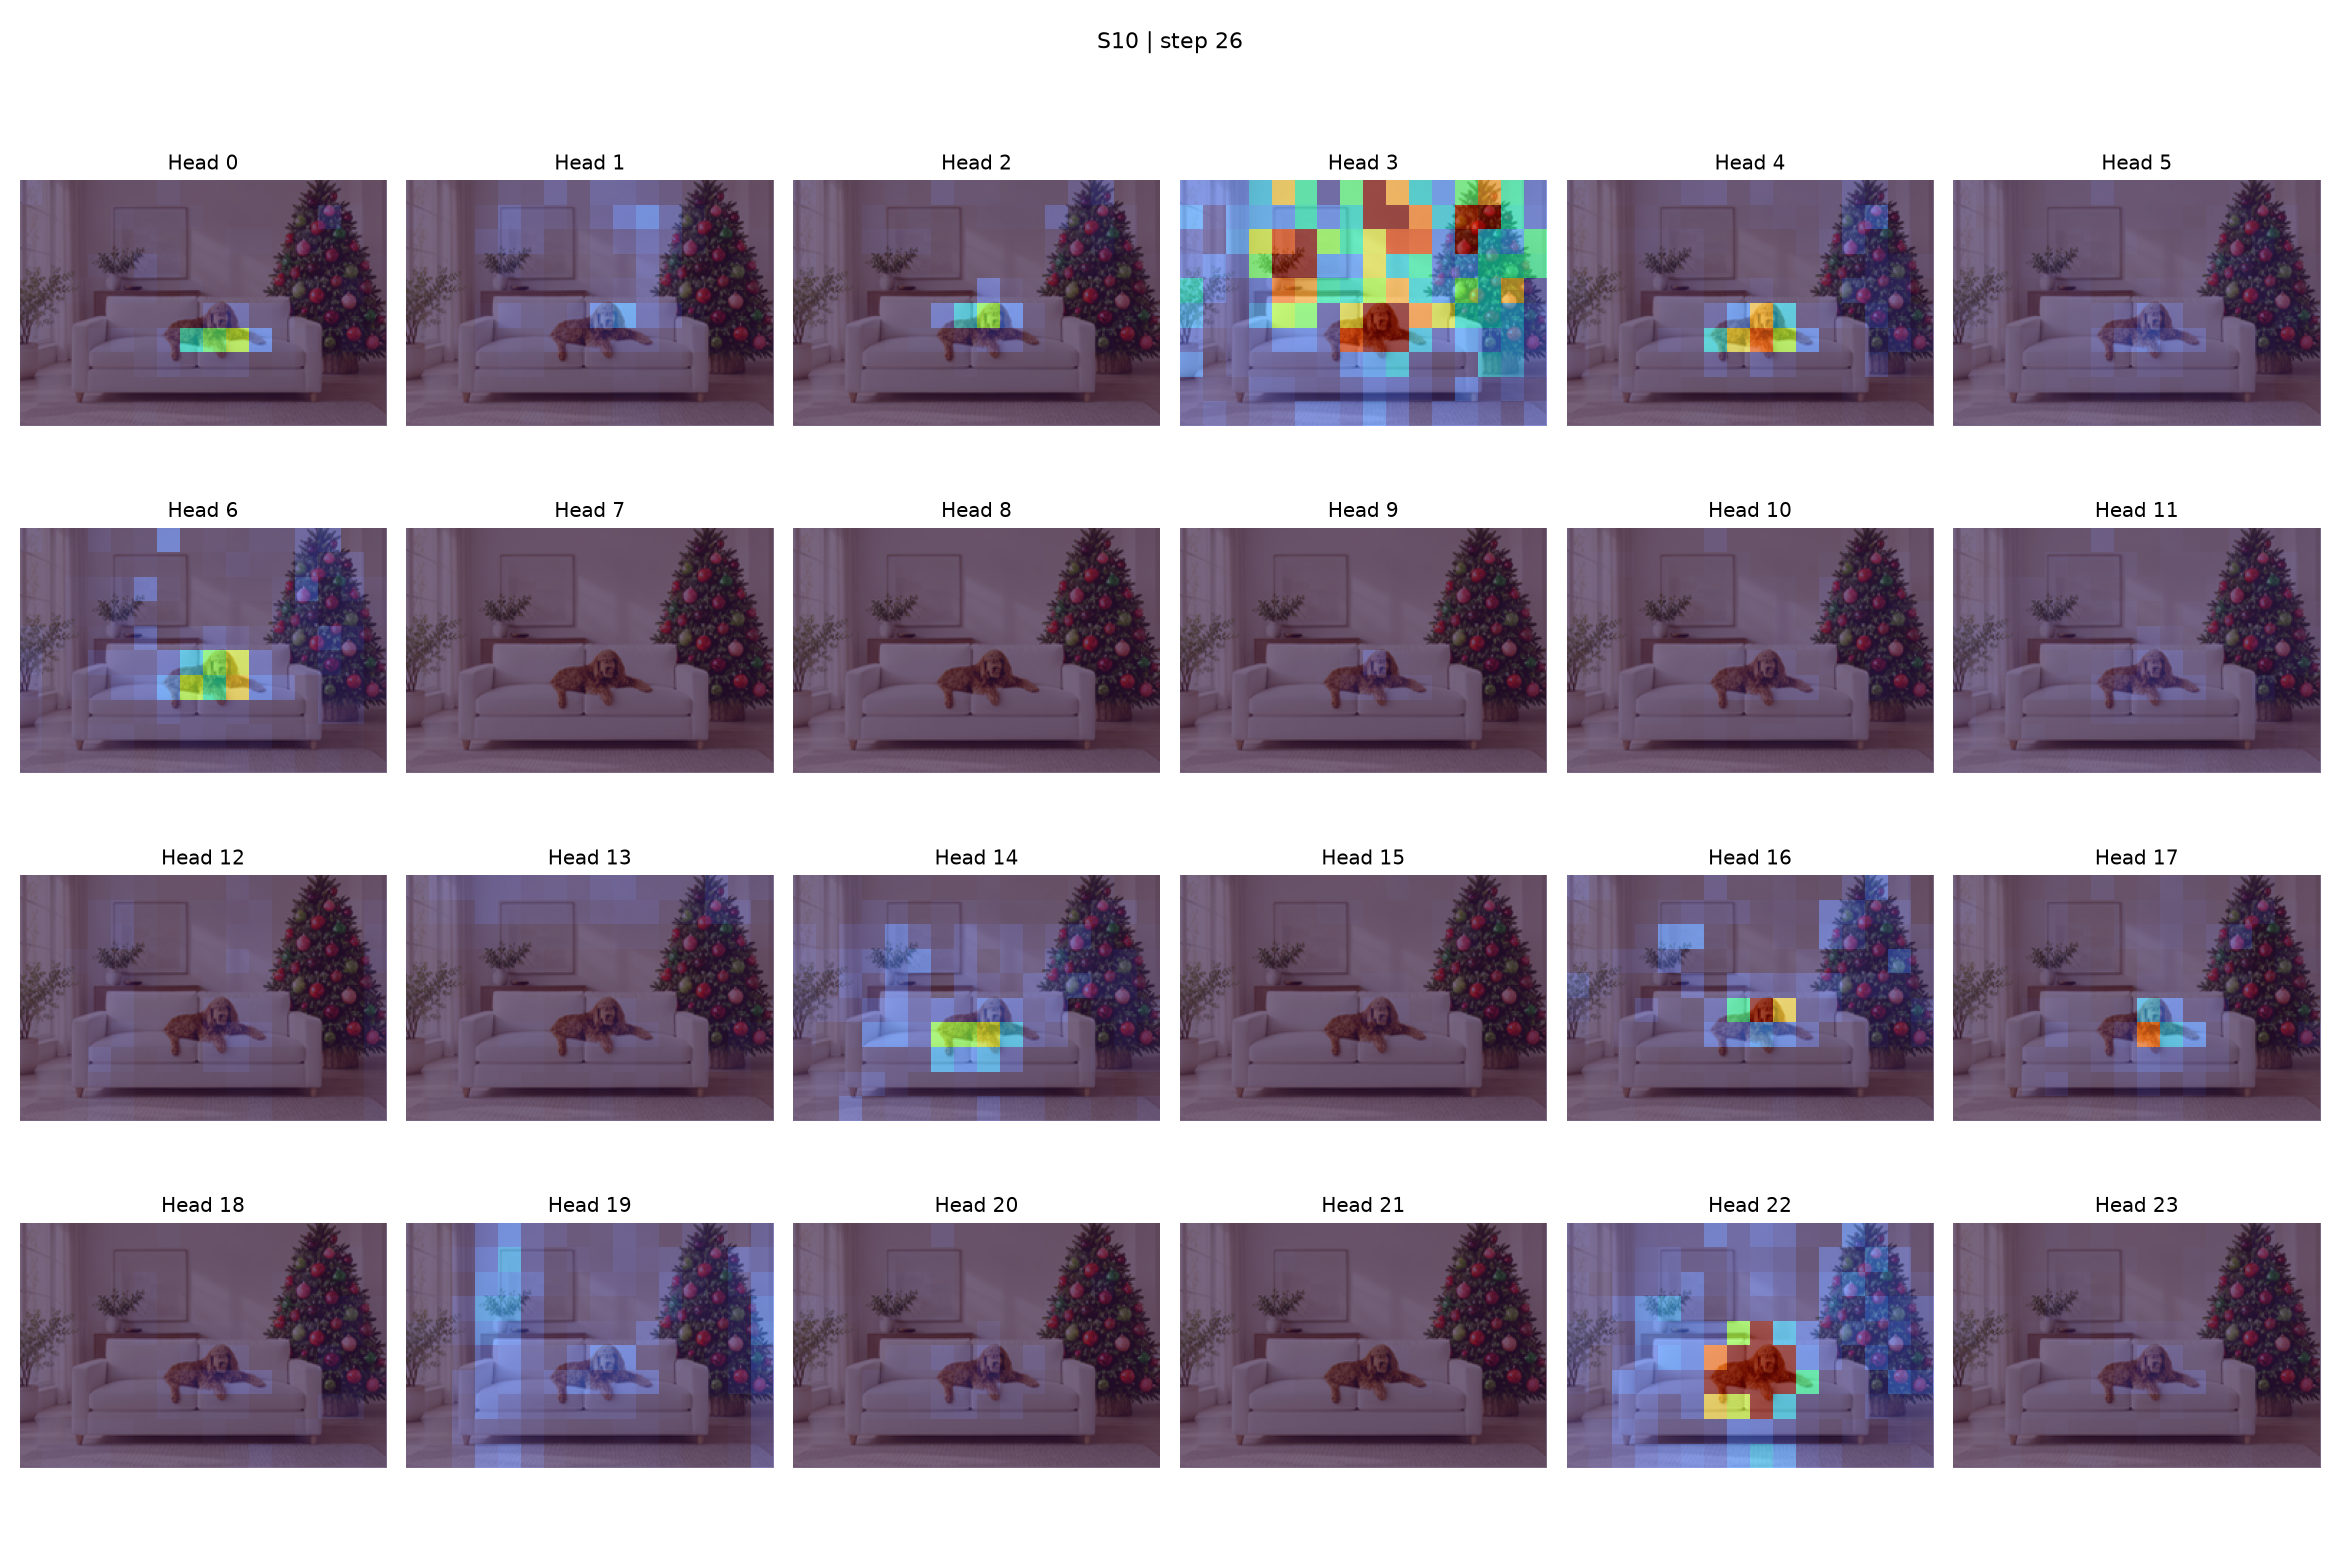 S10 | step 26
Head 0
Head 1
Head 2
Head 3
Head 4
Head 5
Head 6
Head 7
Head 8
Head 9
Head 10
Head 11
Head 12
Head 13
Head 14
Head 15
Head 16
Head 17
Head 18
Head 19
Head 20
Head 21
Head 22
Head 23